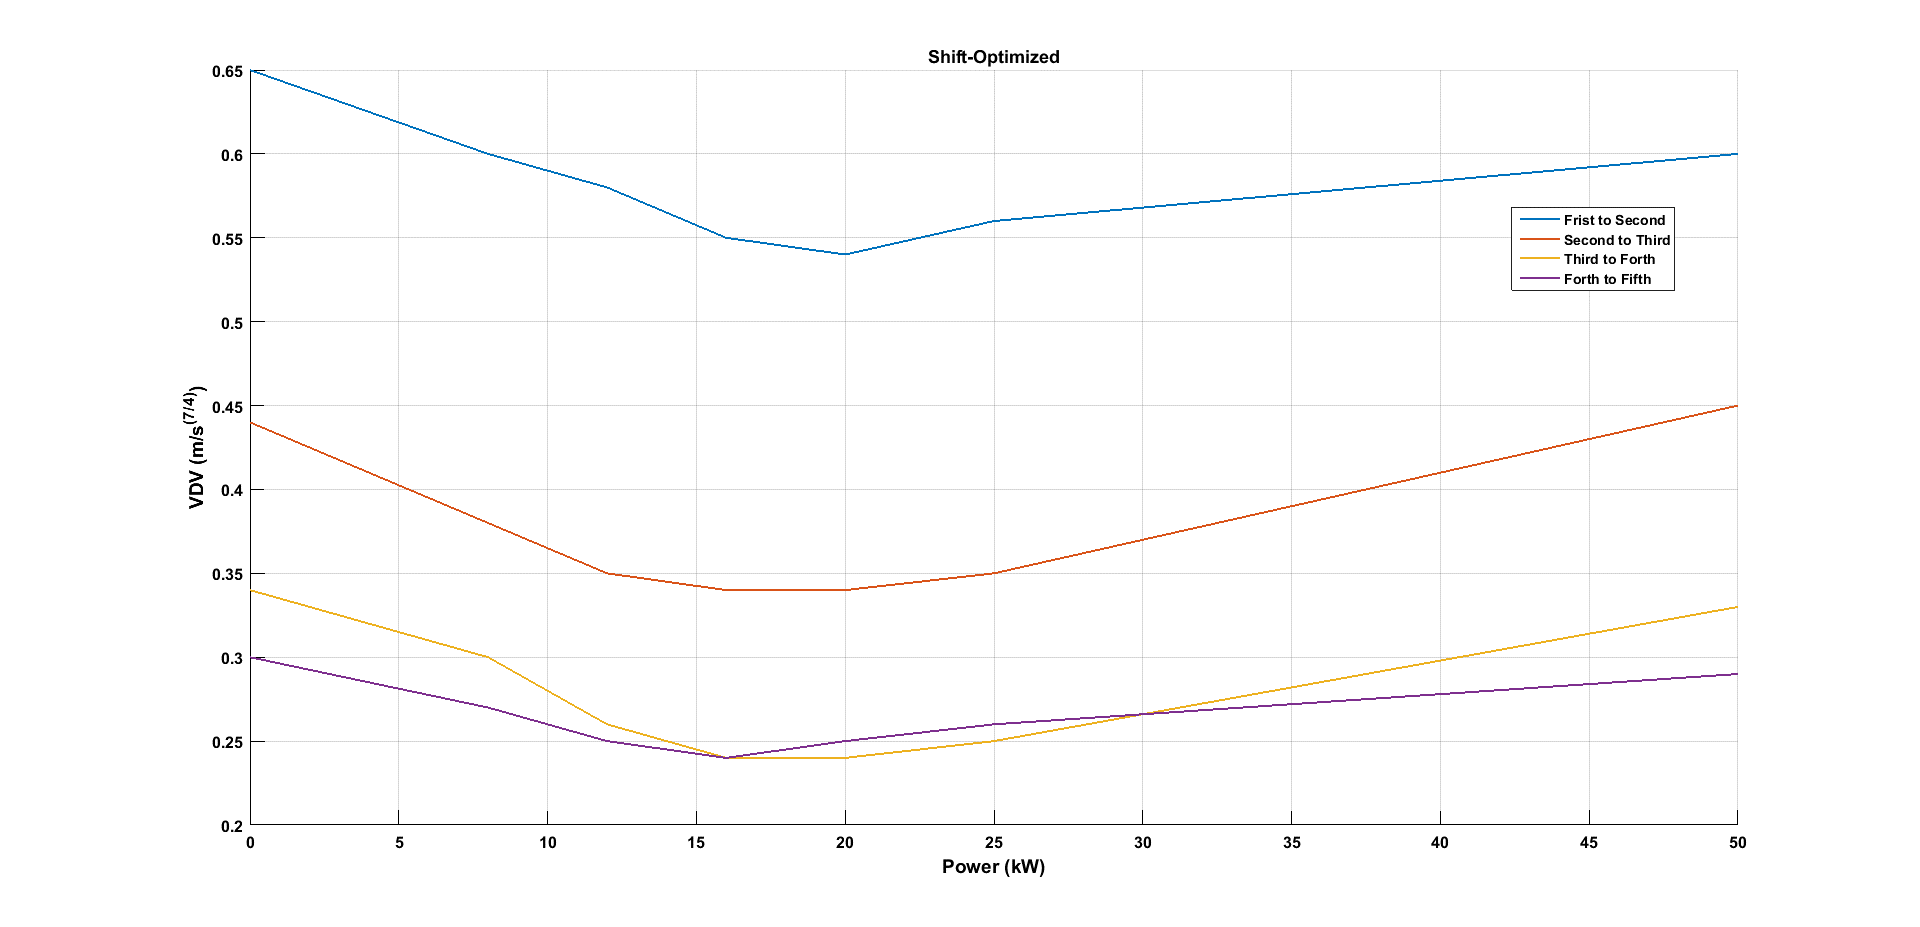 Shift-Optimized
0.65
0.6
0.55
0.5
0.45
0.4
0.35
0.3
0.25
0.2
VDV (m/s(7/4))
Frist to Second
Second to Third
Third to Forth
Forth to Fifth
0 5 10 15 20 25 30 35 40 45 50
Power (kW)